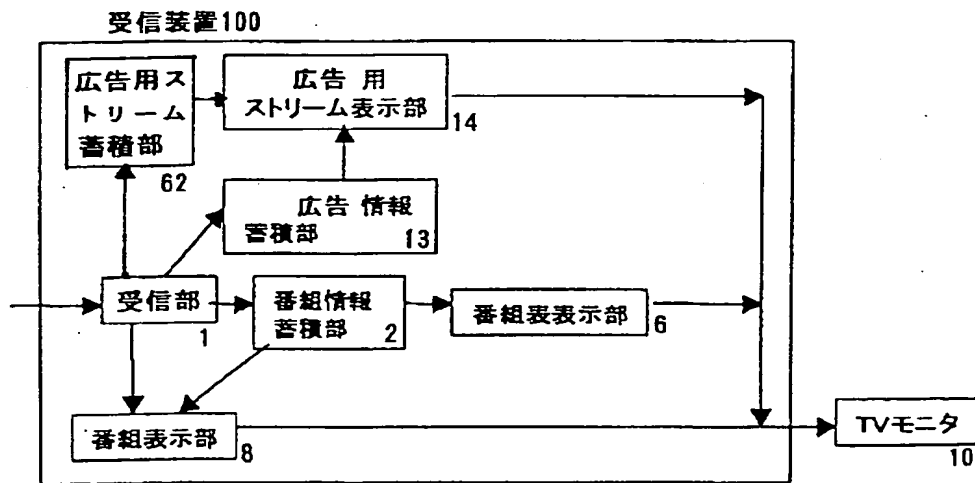 受信装置100
広告用ス
トリーム
蓄積部
62
広告用
ストリーム表示部
14
広告情報
蓄積部
13
受信部
1
番組情報
蓄積部
2
番組表表示部
6
番組表示部
8
TVモニタ
10